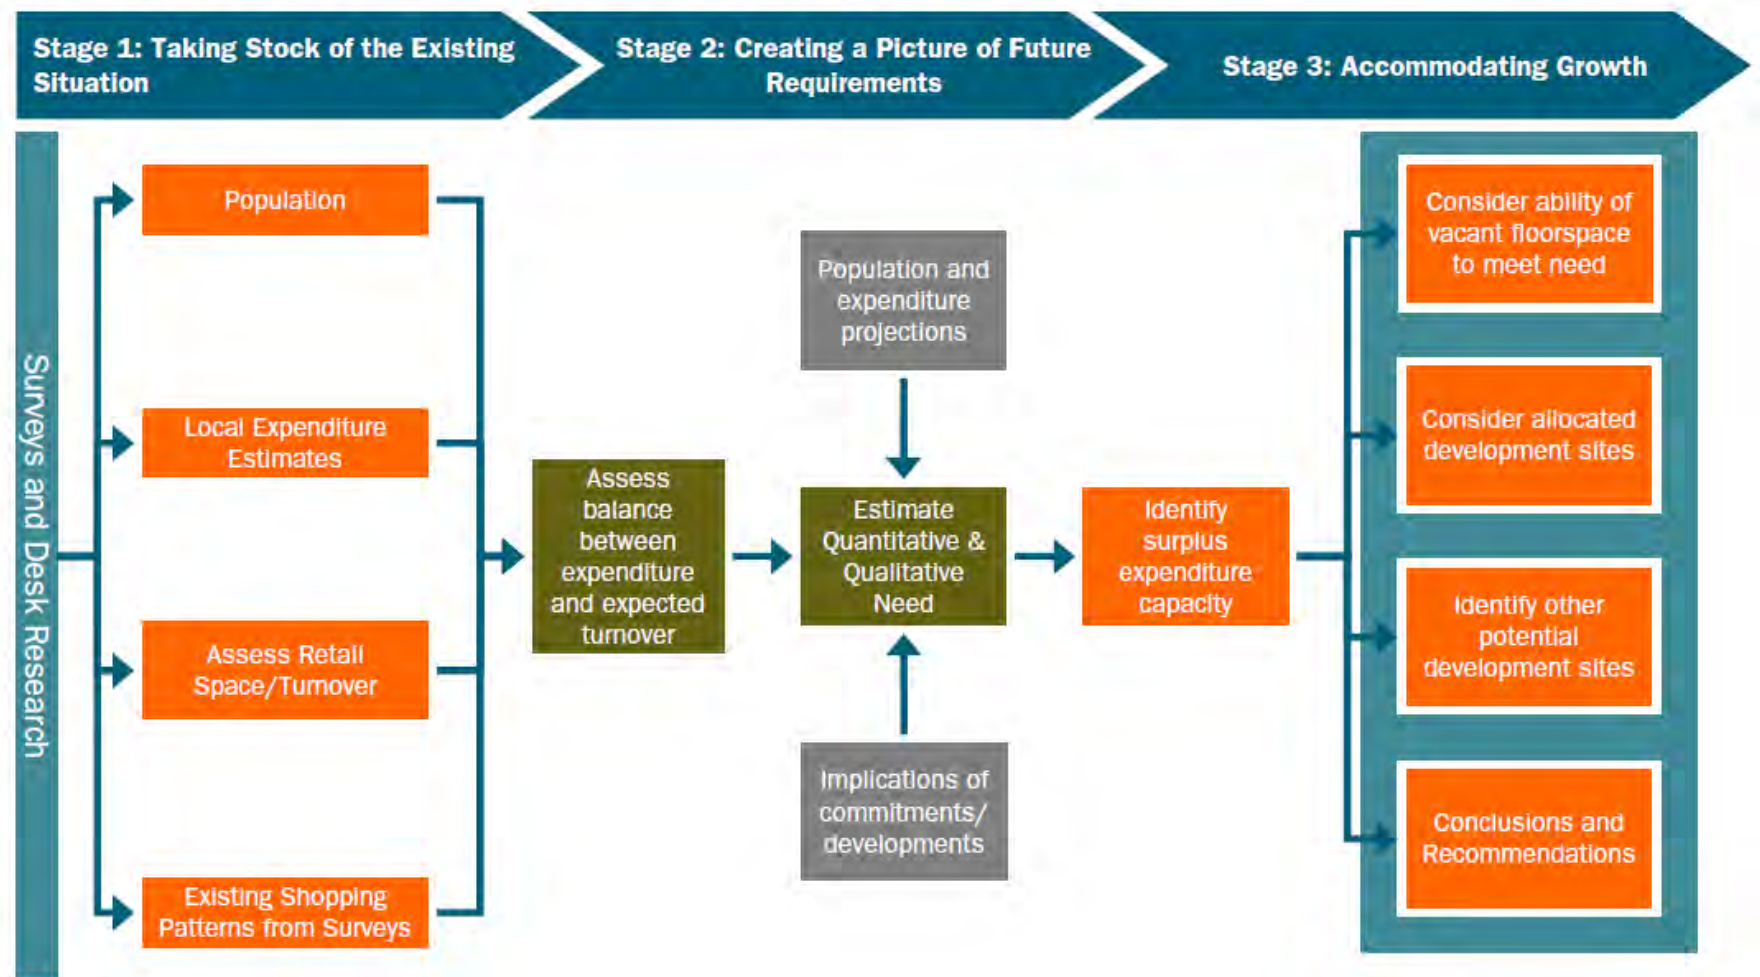 Stage 1: Taking Stock of the Existing
Situation
Stage 2: Creating a Picture of Future
Requirements
Stage 3: Accommodating Growth
Surveys and Desk Research
Population
Local Expenditure
Estimates
Assess Retail
Space/Turnover
Existing Shopping
Patterns from Surveys
Assess
balance
between
expenditure
and expected
turnover
Population and
expenditure
projections
Estimate
Quantitative &
Qualitative
Need
Implications of
commitments/
developments
Identify
surplus
expenditure
capacity
Consider ability of
vacant floorspace
to meet need
Consider allocated
development sites
Identify other
potential
development sites
Conclusions and
Recommendations